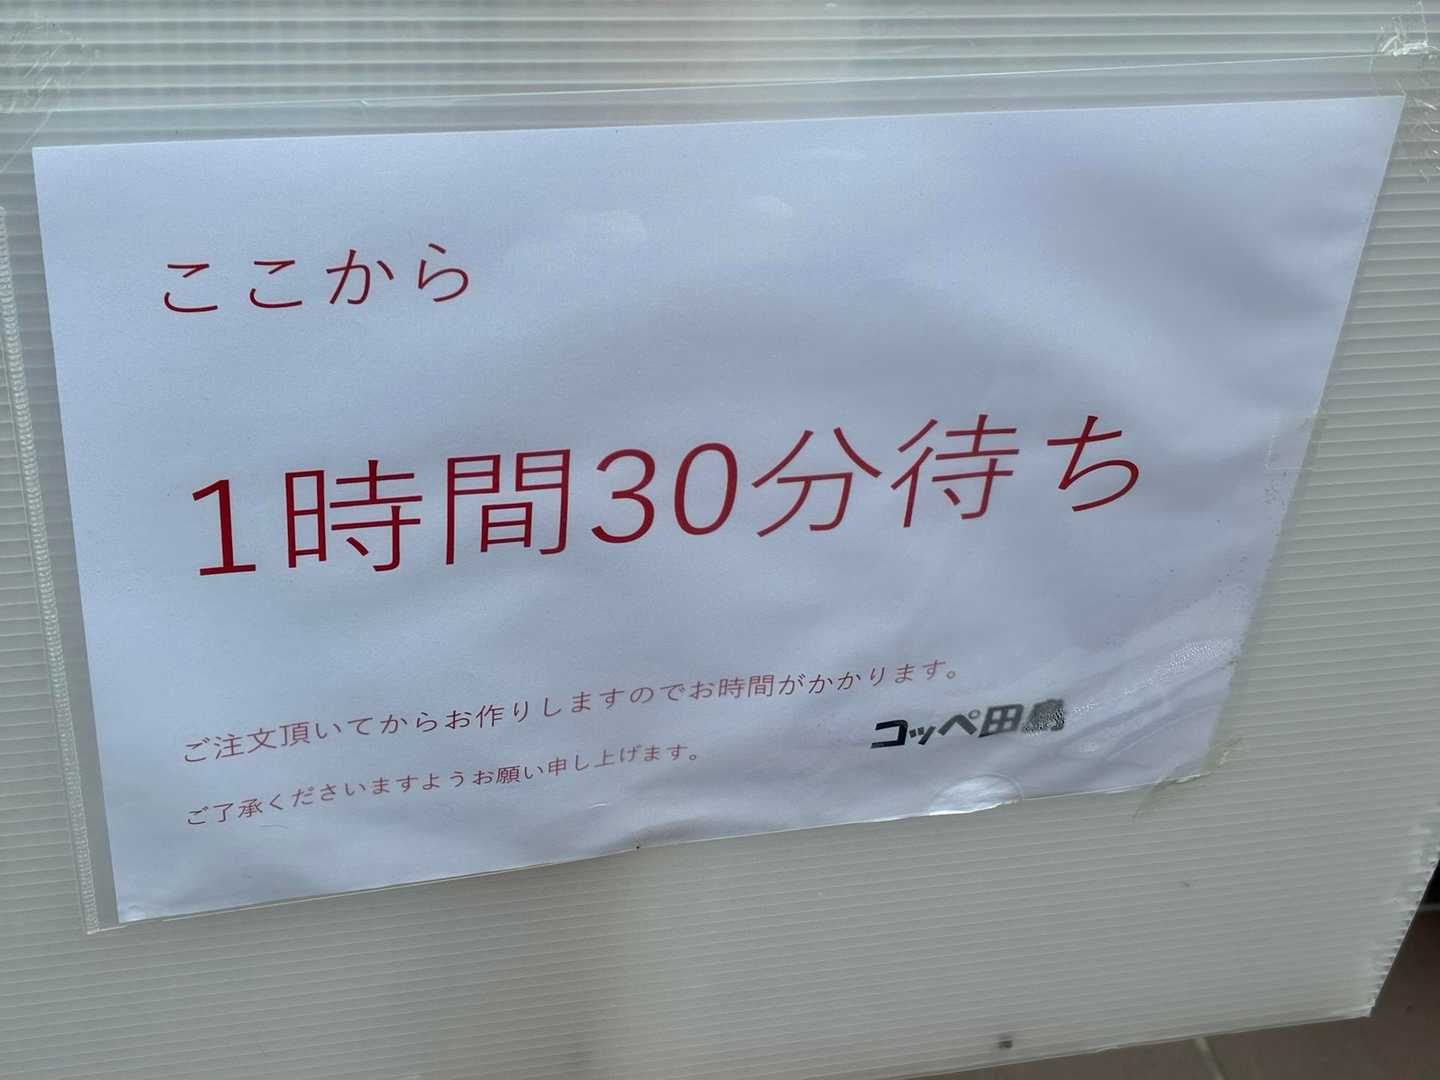 ここから
1時間30分待ち
ご注文頂いてからお作りしますのでお時間がかかります。
ご了承くださいますようお願い申し上げます。
コッペ田島